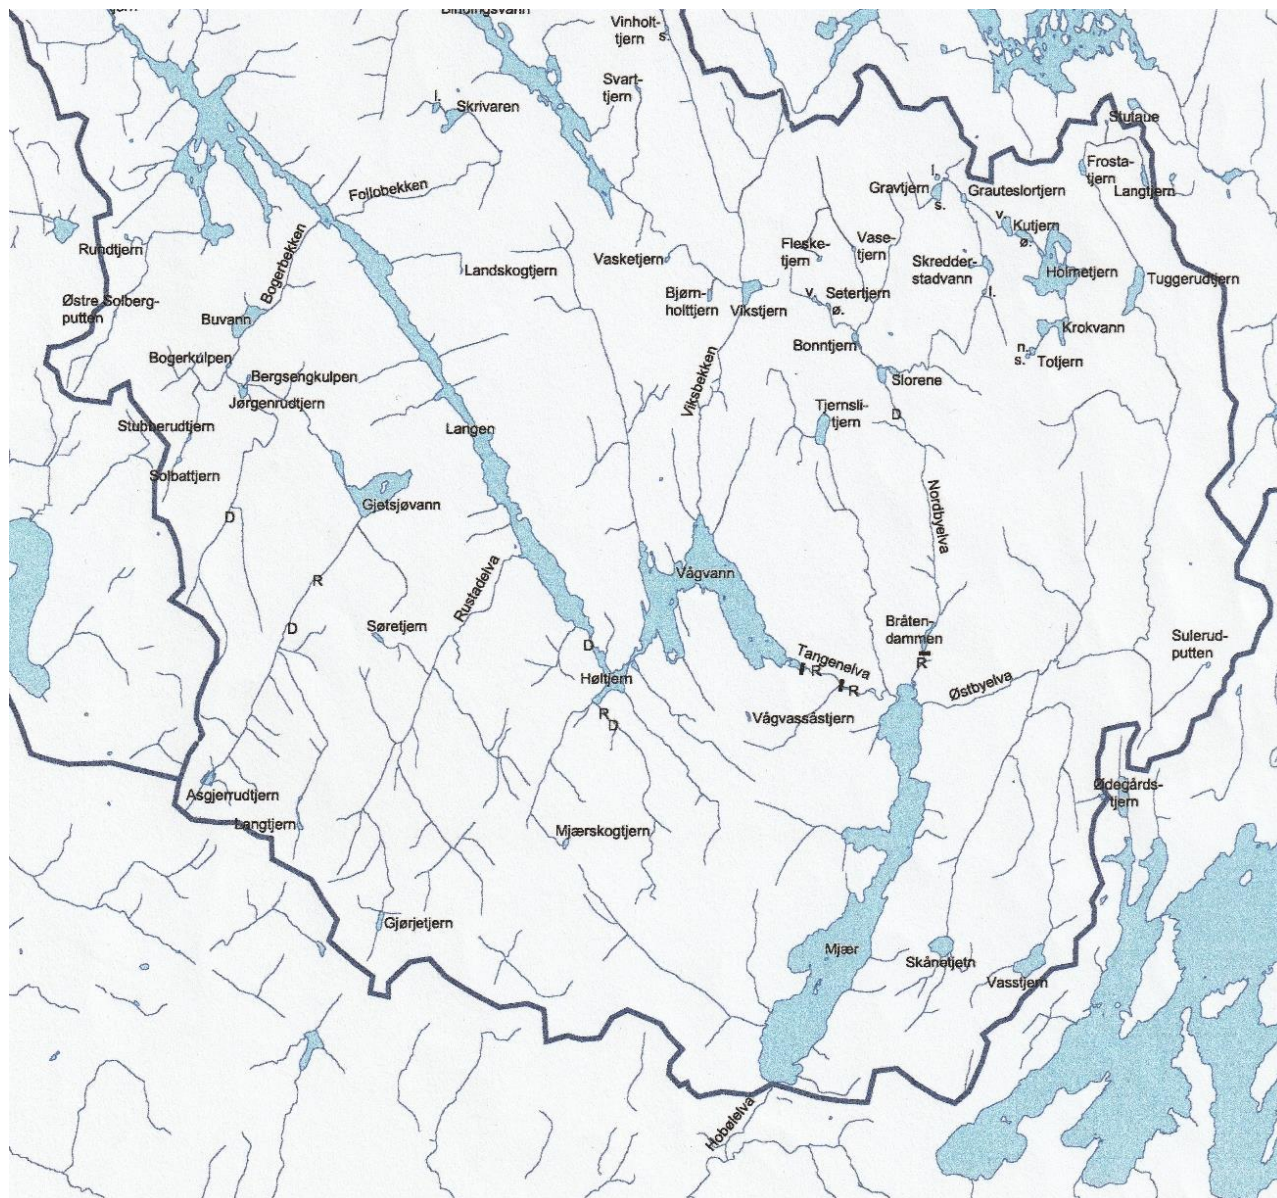 Vinholt-
tjern
s.
Svart-
tjern
l.
Skrivaren
Stutaue
Frosta-
tjern
Langtjern
l.
Gravtjern
s.
Grauteslortjern
Follobekken
v.
Kutjern
ø.
Rundtjern
Bogerbekken
Fleske-
tjern
Vase-
tjern
Vasketjern
Landskogtjern
Skredder-
stadvann
Holmetjern
Tuggerudtjern
l.
Østre Solberg-
putten
Bjørn-
holttjern
Vikstjern
v.
Setertjern
ø.
Buvann
Krokvann
Bonntjern
n.
s.
Totjern
Bogerkulpen
Bergsengkulpen
Jørgenrudtjern
Viksbekken
Slorene
D
Tjernsli-
tjern
Stubberudtjern
Langen
Solbattjern
Gjetsjøvann
D
Nordbyelva
R
Rustadelva
Vågvann
D
Søretjern
Bråten-
dammen
R
Sulerud-
putten
D
Høltjern
Tangenelva
R
R
Østbyelva
R
D
Vågvassåstjern
Asgjerrudtjern
Ødegårds-
tjern
Langtjern
Mjærskogtjern
Gjørjetjern
Mjær
Skånetjetn
Vasstjern
Hobølelva